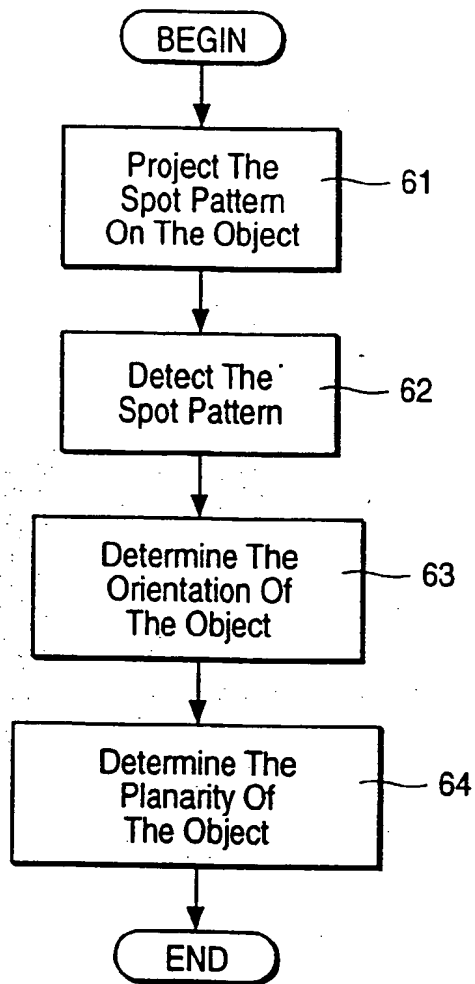 BEGIN
Project The
Spot Pattern
On The Object
61
Detect The
Spot Pattern
62
Determine The
Orientation Of
The Object
63
Determine The
Planarity Of
The Object
64
END